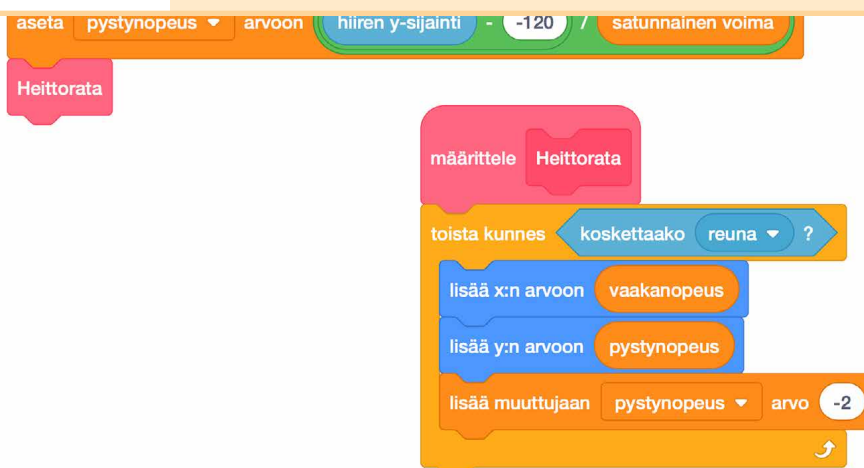 aseta pystynopeus arvoon hiiren y-sijainti - -120 / satunnainen voima
Heittorata
määrittele Heittorata
toista kunnes koskettaako reuna ?
lisää x:n arvoon vaakanopeus
lisää y:n arvoon pystynopeus
lisää muuttujaan pystynopeus arvo -2